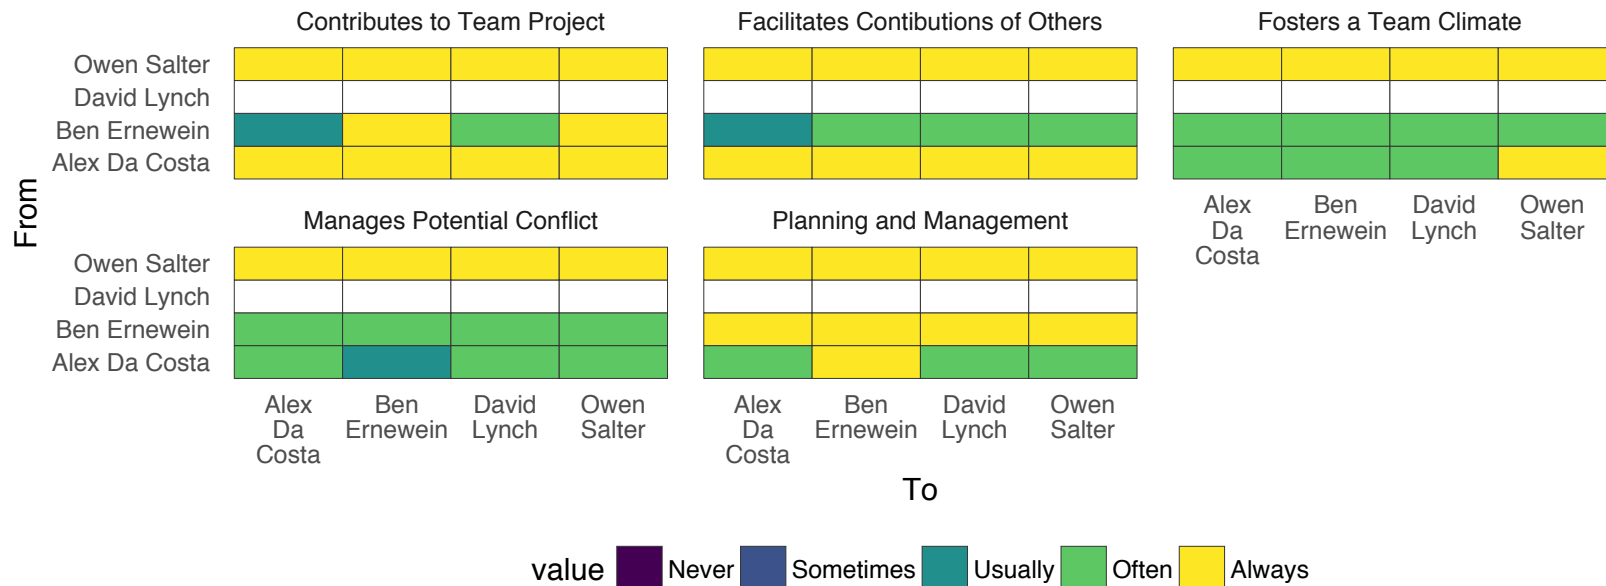 Contributes to Team Project
Facilitates Contibutions of Others
Fosters a Team Climate
Owen Salter
David Lynch
Ben Ernewein
Alex Da Costa
From
Alex
Da
Costa
Ben
Ernewein
David
Lynch
Owen
Salter
Manages Potential Conflict
Planning and Management
Owen Salter
David Lynch
Ben Ernewein
Alex Da Costa
Alex
Da
Costa
Ben
Ernewein
David
Lynch
Owen
Salter
Alex
Da
Costa
Ben
Ernewein
David
Lynch
Owen
Salter
To
value Never Sometimes Usually Often Always